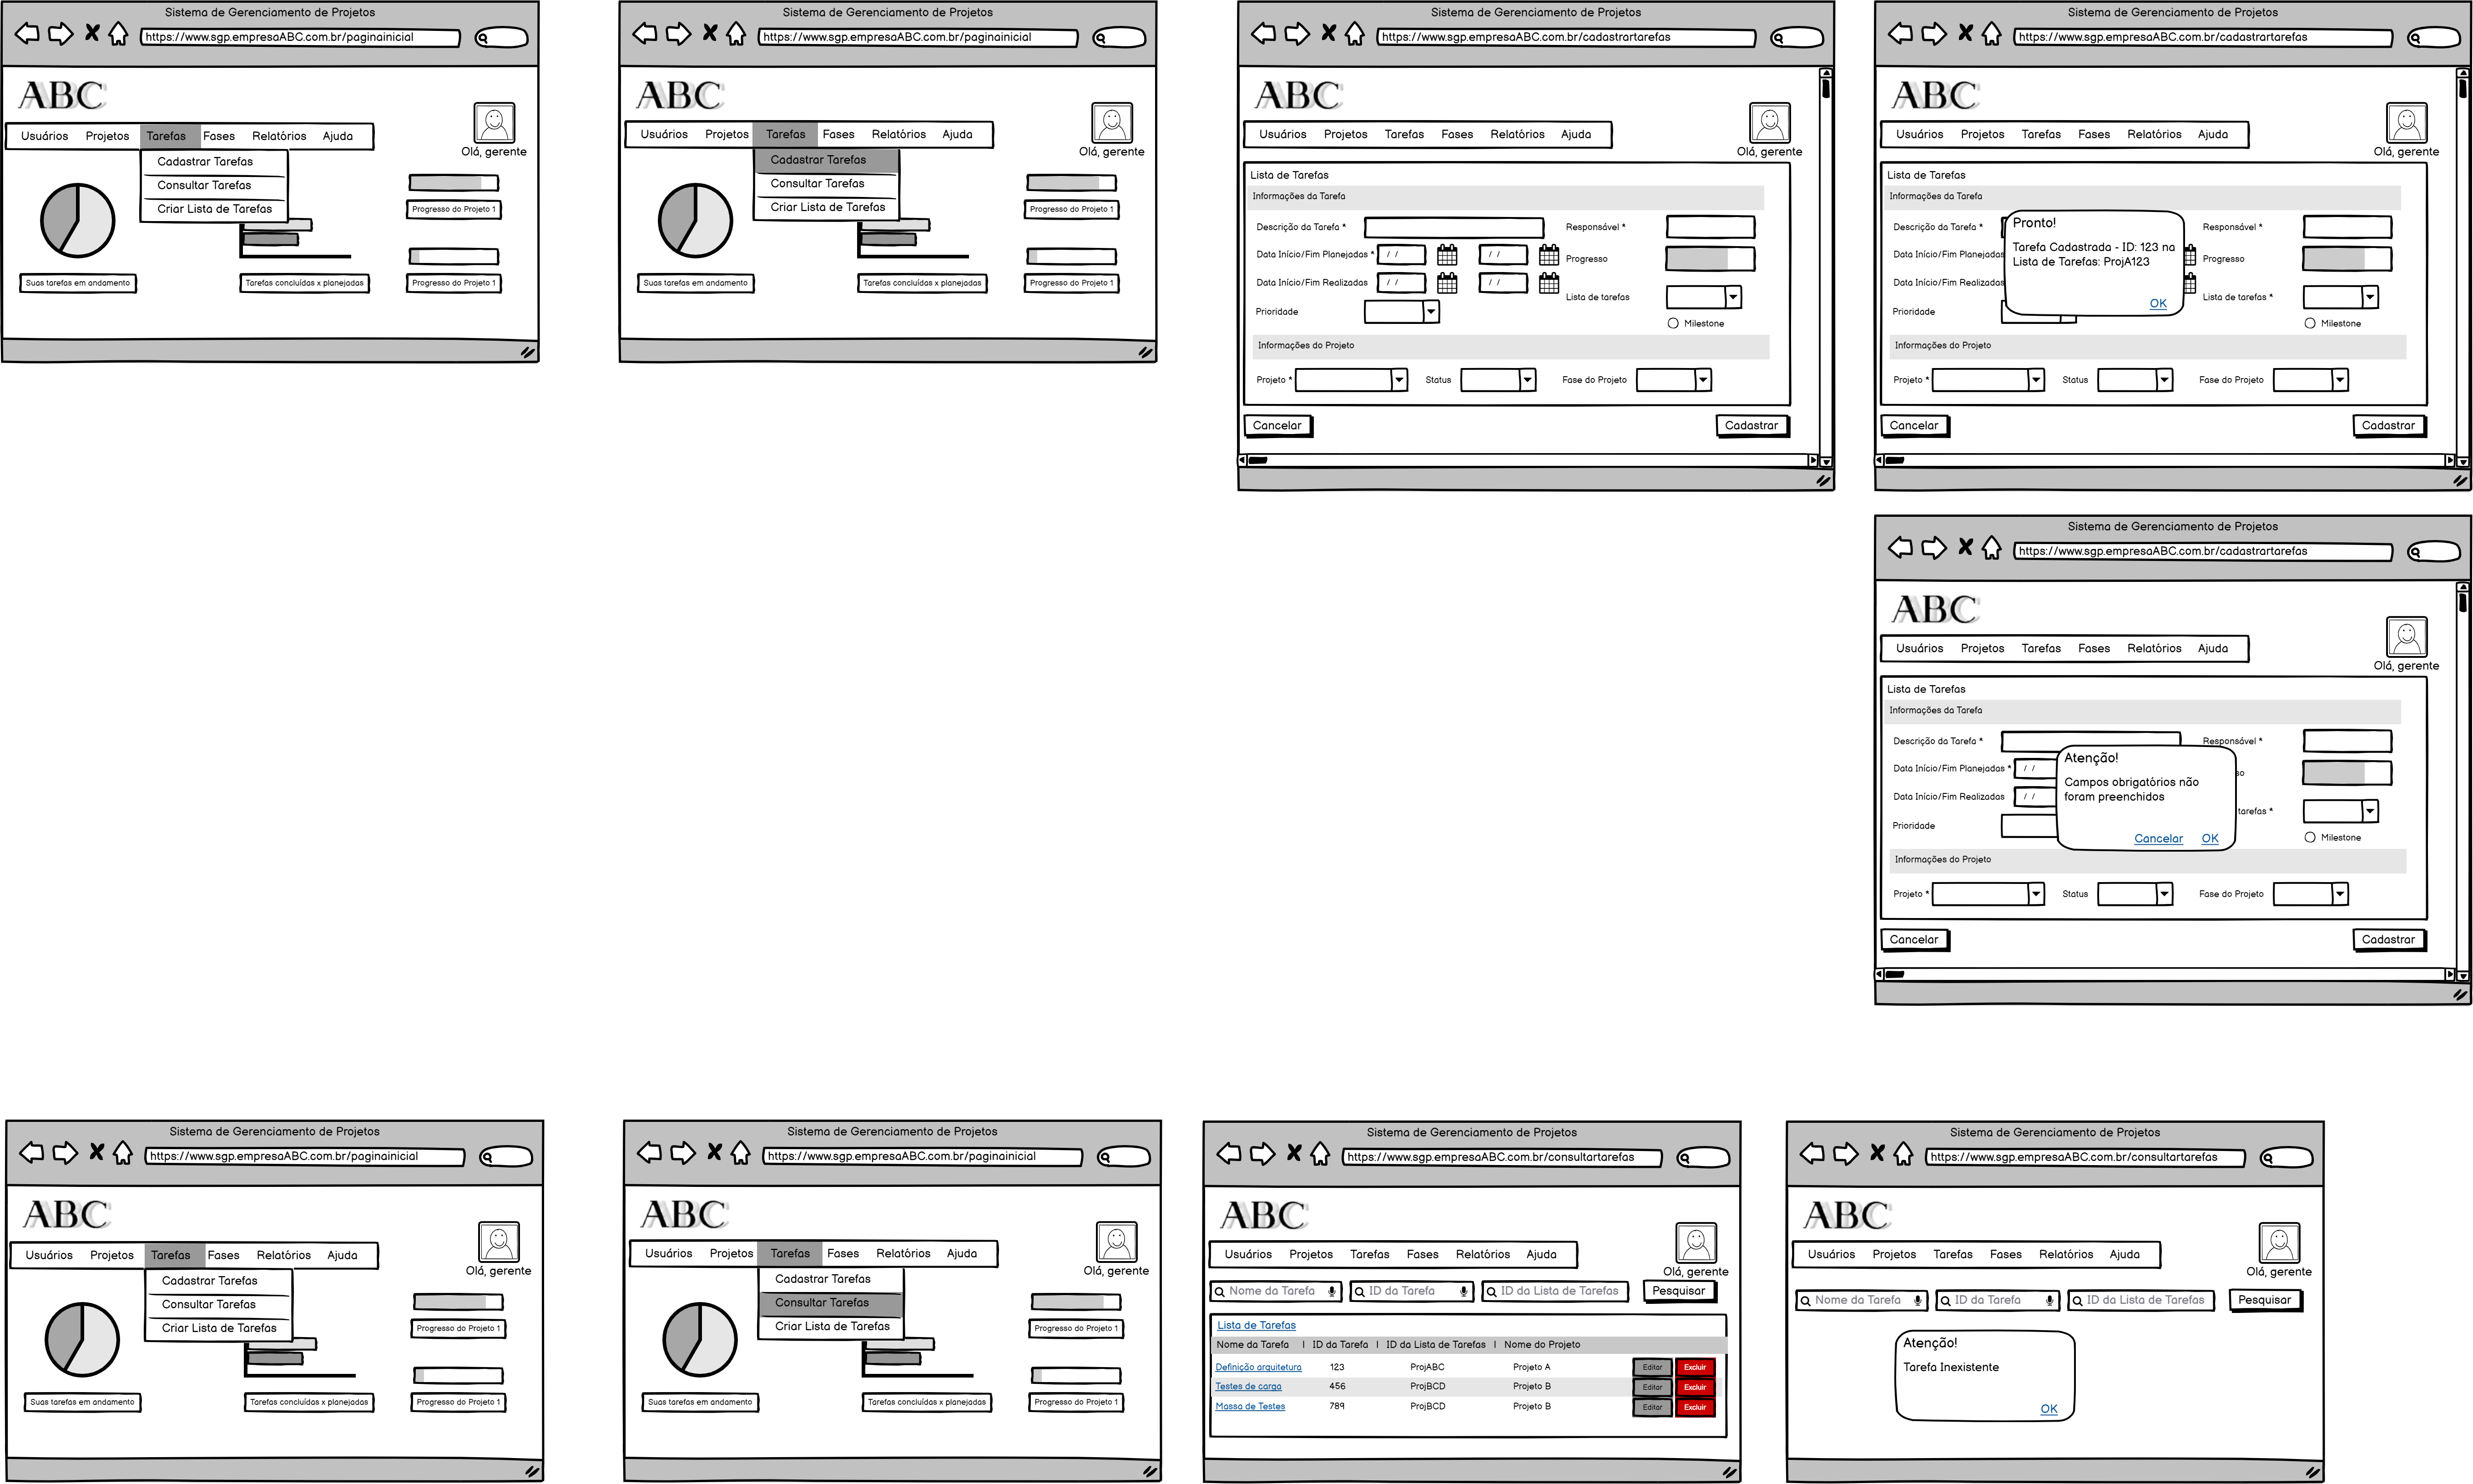 Sistema de Gerenciamento de Projetos
https://www.sgp.empresaABC.com.br/paginainicial
ABC
Usuários Projetos Tarefas Fases Relatórios Ajuda
Olá, gerente
Cadastrar Tarefas
Consultar Tarefas
Criar Lista de Tarefas
Progresso do Projeto 1
Suas tarefas em andamento
Tarefas concluídas x planejadas
Progresso do Projeto 1
Sistema de Gerenciamento de Projetos
https://www.sgp.empresaABC.com.br/paginainicial
ABC
Usuários Projetos Tarefas Fases Relatórios Ajuda
Olá, gerente
Cadastrar Tarefas
Consultar Tarefas
Criar Lista de Tarefas
Progresso do Projeto 1
Suas tarefas em andamento
Tarefas concluídas x planejadas
Progresso do Projeto 1
Sistema de Gerenciamento de Projetos
https://www.sgp.empresaABC.com.br/cadastrartarefas
ABC
Usuários Projetos Tarefas Fases Relatórios Ajuda
Olá, gerente
Lista de Tarefas
Informações da Tarefa
Descrição da Tarefa * Responsável *
Data Início/Fim Planejadas * / / / / Progresso
Data Início/Fim Realizadas / / / /
Lista de tarefas
Prioridade
Milestone
Informações do Projeto
Projeto * Status Fase do Projeto
Cancelar Cadastrar
Sistema de Gerenciamento de Projetos
https://www.sgp.empresaABC.com.br/cadastrartarefas
ABC
Usuários Projetos Tarefas Fases Relatórios Ajuda
Olá, gerente
Lista de Tarefas
Informações da Tarefa
Descrição da Tarefa * Responsável *
Data Início/Fim Planejadas Progresso
Data Início/Fim Realizadas
Lista de tarefas *
Prioridade
Milestone
Pronto!
Tarefa Cadastrada - ID: 123 na
Lista de Tarefas: ProjA123
OK
Informações do Projeto
Projeto * Status Fase do Projeto
Cancelar Cadastrar
Sistema de Gerenciamento de Projetos
https://www.sgp.empresaABC.com.br/cadastrartarefas
ABC
Usuários Projetos Tarefas Fases Relatórios Ajuda
Olá, gerente
Lista de Tarefas
Informações da Tarefa
Descrição da Tarefa * Responsável *
Data Início/Fim Planejadas * / / so
Data Início/Fim Realizadas / /
tarefas *
Prioridade
Milestone
Atenção!
Campos obrigatórios não
foram preenchidos
Cancelar OK
Informações do Projeto
Projeto * Status Fase do Projeto
Cancelar Cadastrar
Sistema de Gerenciamento de Projetos
https://www.sgp.empresaABC.com.br/paginainicial
ABC
Usuários Projetos Tarefas Fases Relatórios Ajuda
Olá, gerente
Cadastrar Tarefas
Consultar Tarefas
Criar Lista de Tarefas
Progresso do Projeto 1
Suas tarefas em andamento
Tarefas concluídas x planejadas
Progresso do Projeto 1
Sistema de Gerenciamento de Projetos
https://www.sgp.empresaABC.com.br/paginainicial
ABC
Usuários Projetos Tarefas Fases Relatórios Ajuda
Olá, gerente
Cadastrar Tarefas
Consultar Tarefas
Criar Lista de Tarefas
Progresso do Projeto 1
Suas tarefas em andamento
Tarefas concluídas x planejadas
Progresso do Projeto 1
Sistema de Gerenciamento de Projetos
https://www.sgp.empresaABC.com.br/consultartarefas
ABC
Usuários Projetos Tarefas Fases Relatórios Ajuda
Olá, gerente
Nome da Tarefa ID da Tarefa ID da Lista de Tarefas Pesquisar
Lista de Tarefas
Nome da Tarefa | ID da Tarefa | ID da Lista de Tarefas | Nome do Projeto
Definição arquitetura 123 ProjABC Projeto A Editar Excluir
Testes de carga 456 ProjBCD Projeto B Editar Excluir
Massa de Testes 789 ProjBCD Projeto B Editar Excluir
Sistema de Gerenciamento de Projetos
https://www.sgp.empresaABC.com.br/consultartarefas
ABC
Usuários Projetos Tarefas Fases Relatórios Ajuda
Olá, gerente
Nome da Tarefa ID da Tarefa ID da Lista de Tarefas Pesquisar
Atenção!
Tarefa Inexistente
OK